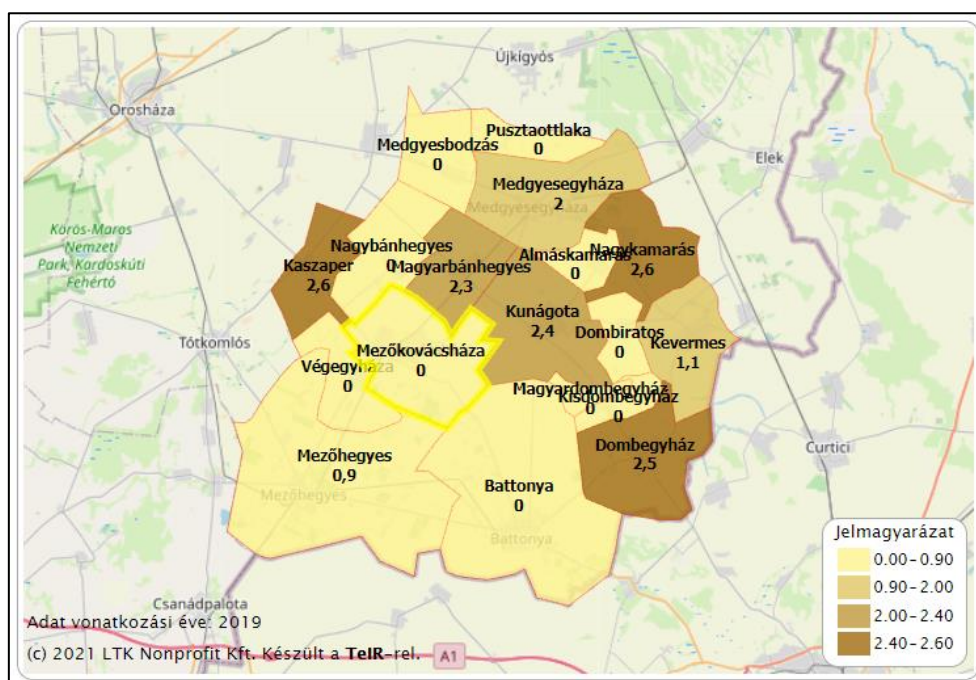 Újkígyós
Orosháza
Pusztaottlaka
0
Medgyesbodzás
0
Elek
Medgyesegyháza
2
Medgyesegyháza
Körös-Maros
Nemzeti
Park, Kardoskúti
Fehértó
Nagybánhegyes
0
Almáskamarás
0
Nagykamarás
2,6
Kaszaper
2,6
Magyarbánhegyes
2,3
Kunágota
2,4
Dombiratos
0
Kevermes
1,1
Tótkomlós
Mezőkovácsháza
0
Végegyháza
0
Magyardombegyház
0
Kisdombegyház
0
Dombegyház
2,5
Curtici
Mezőhegyes
0,9
Mezőhegyes
Battonya
0
Battonya
Jelmagyarázat
0.00-0.90
0.90-2.00
2.00-2.40
2.40-2.60
Csanádpalota
Adat vonatkozási éve: 2019
(c) 2021 LTK Nonprofit Kft. Készült a TeIR-rel.
A1